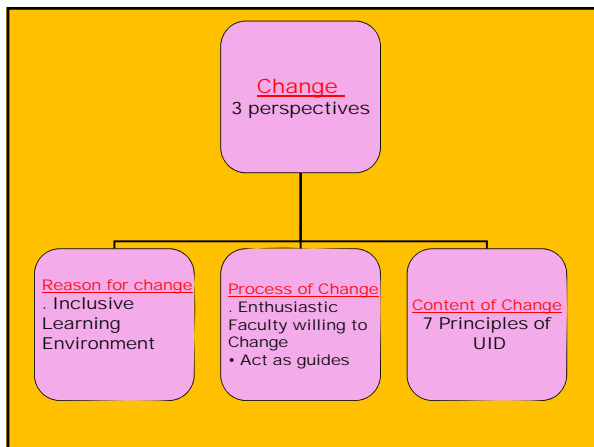 Change
3 perspectives
Reason for change
. Inclusive
Learning
Environment
Process of Change
. Enthusiastic
Faculty willing to
Change
• Act as guides
Content of Change
7 Principles of
UID